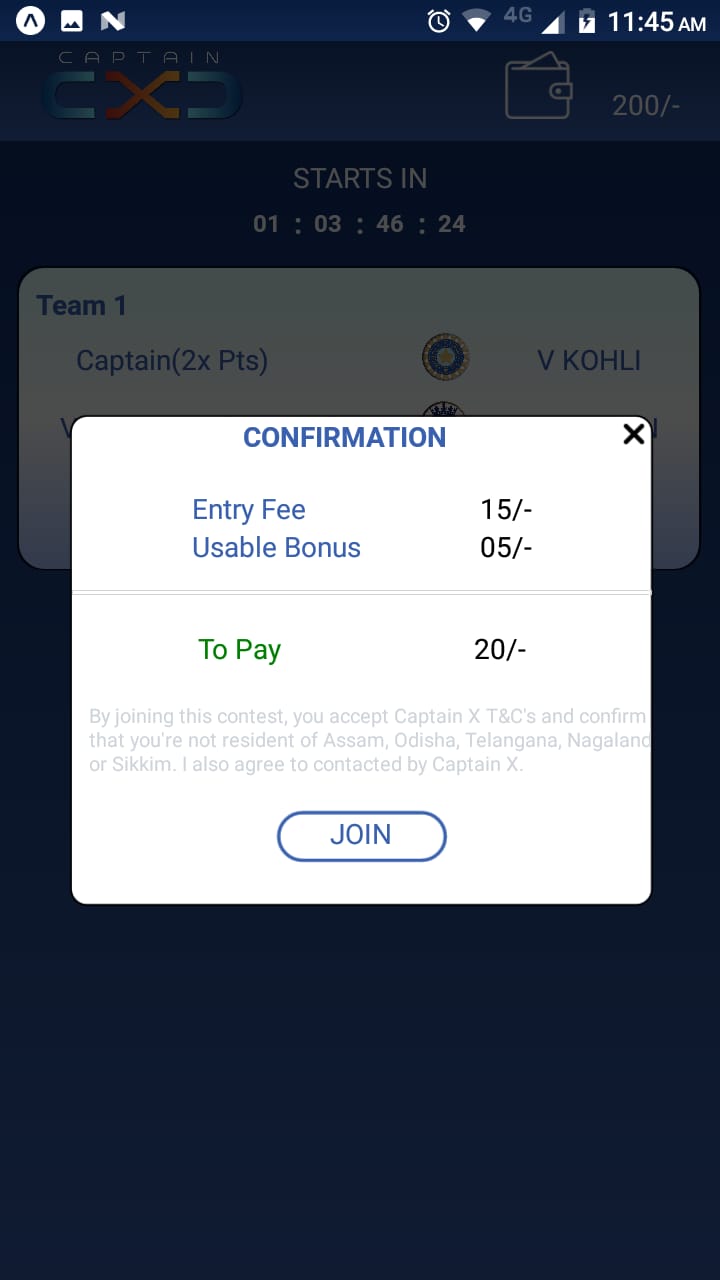 4G 11:45 AM
CAPTAIN
200/-
STARTS IN
01 : 03 : 46 : 24
Team 1
Captain(2x Pts) V KOHLI
CONFIRMATION
Entry Fee 15/-
Usable Bonus 05/-
To Pay 20/-
By joining this contest, you accept Captain X T&C's and confirm
that you're not resident of Assam, Odisha, Telangana, Nagaland
or Sikkim. I also agree to contacted by Captain X.
JOIN